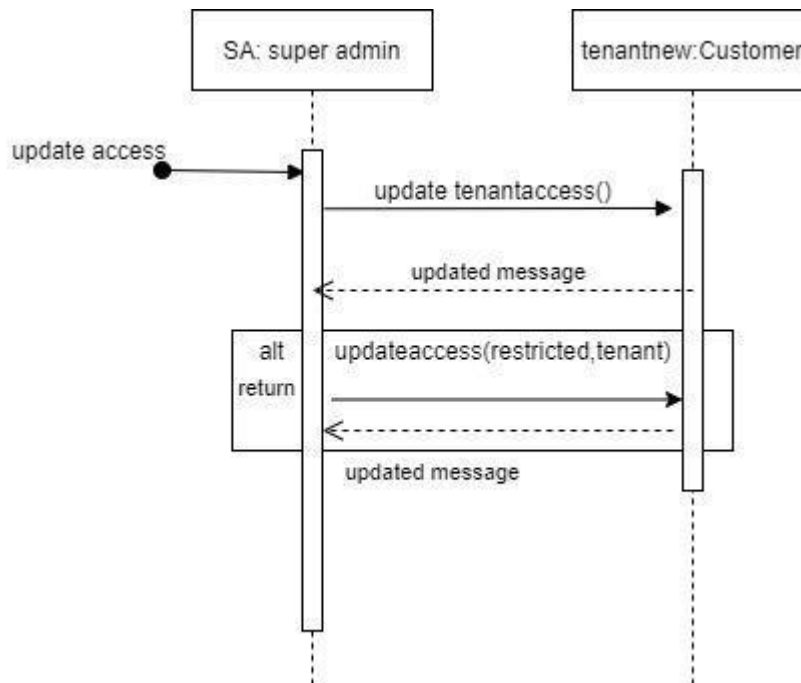 SA: super admin
tenantnew:Customer
update access
update tenantaccess()
updated message
alt
updateaccess(restricted,tenant)
return
updated message